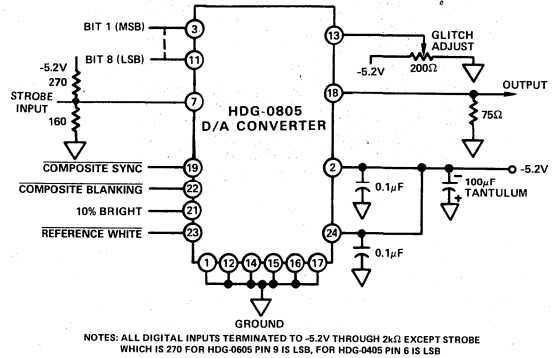 BIT 1 (MSB)
3
BIT 8 (LSB)
11
-5.2V
270
STROBE
INPUT
7
160
HDG-0805
D/A CONVERTER
13
GLITCH
ADJUST
-5.2V
200Ω
18
OUTPUT
75Ω
COMPOSITE SYNC
19
COMPOSITE BLANKING
22
10% BRIGHT
21
REFERENCE WHITE
23
2
-5.2V
0.1μF
100μF
TANTULUM
24
0.1μF
1 12 14 15 16 17
GROUND
NOTES: ALL DIGITAL INPUTS TERMINATED TO -5.2V THROUGH 2kΩ EXCEPT STROBE
WHICH IS 270 FOR HDG-0605 PIN 9 IS LSB, FOR HDG-0405 PIN 6 IS LSB